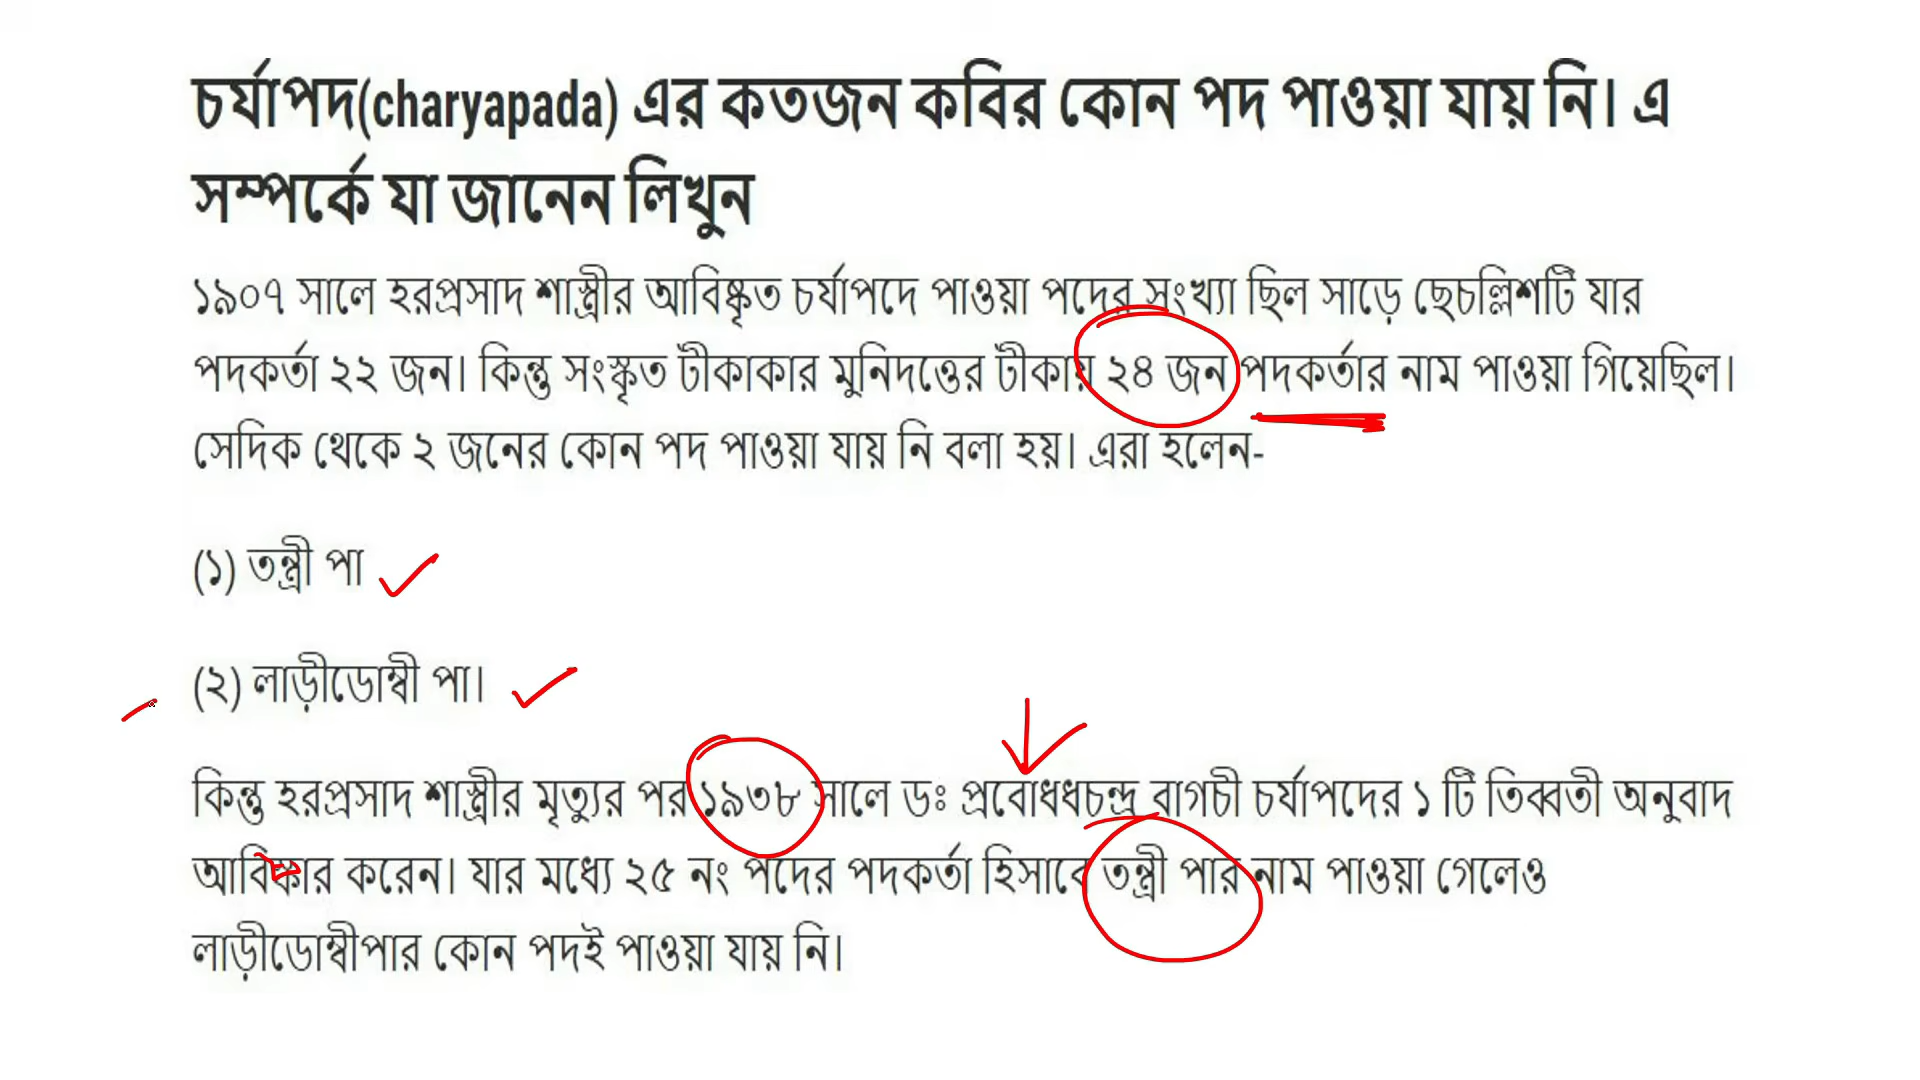 চর্যাপদ(charyapada) এর কতজন কবির কোন পদ পাওয়া যায় নি। এ
সম্পর্কে যা জানেন লিখুন
১৯০৭ সালে হরপ্রসাদ শাস্ত্রীর আবিষ্কৃত চর্যাপদে পাওয়া পদের সংখ্যা ছিল সাড়ে ছেচল্লিশটি যার
পদকর্তা ২২ জন। কিন্তু সংস্কৃত টীকাকার মুনিদত্তের টীকায় ২৪ জন পদকর্তার নাম পাওয়া গিয়েছিল।
সেদিক থেকে ২ জনের কোন পদ পাওয়া যায় নি বলা হয়। এরা হলেন-
(১) তন্ত্রী পা
(২) লাড়ীডোম্বী পা।
কিন্তু হরপ্রসাদ শাস্ত্রীর মৃত্যুর পর ১৯৩৮ সালে ডঃ প্রবোধধচন্দ্র বাগচী চর্যাপদের ১ টি তিব্বতী অনুবাদ
আবিষ্কার করেন। যার মধ্যে ২৫ নং পদের পদকর্তা হিসাবে তন্ত্রী পার নাম পাওয়া গেলেও
লাড়ীডোম্বীপার কোন পদই পাওয়া যায় নি।